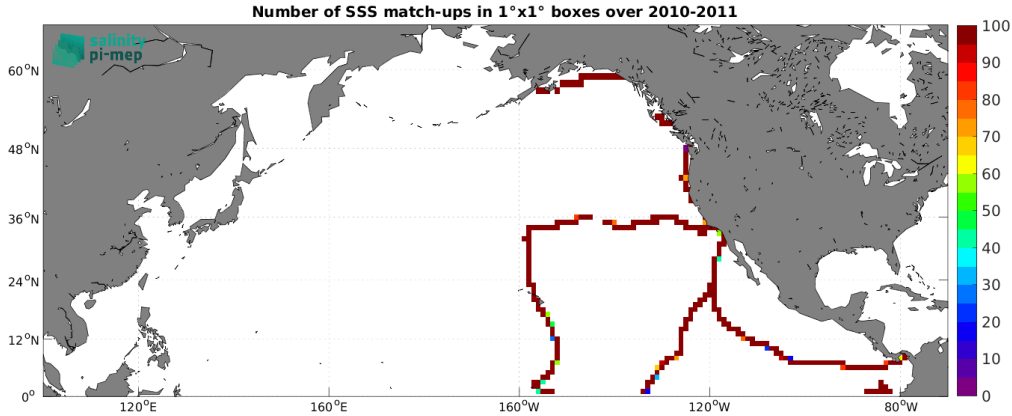 Number of SSS match-ups in 1°x1° boxes over 2010-2011
salinity
pi-mep
60°N
48°N
36°N
24°N
12°N
0°
120°E
160°E
160°W
120°W
80°W
100
90
80
70
60
50
40
30
20
10
0